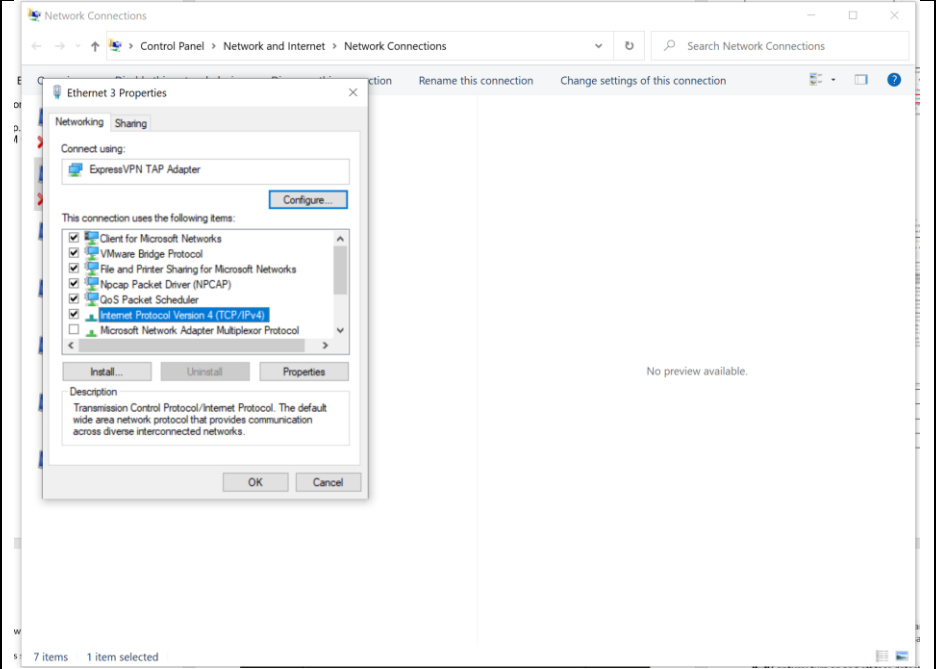 Network Connections
Control Panel > Network and Internet > Network Connections
Search Network Connections
Rename this connection
Change settings of this connection
Ethernet 3 Properties
Networking
Sharing
Connect using:
ExpressVPN TAP Adapter
Configure...
This connection uses the following items:
Client for Microsoft Networks
VMware Bridge Protocol
File and Printer Sharing for Microsoft Networks
Npcap Packet Driver (NPCAP)
QoS Packet Scheduler
Internet Protocol Version 4 (TCP/IPv4)
Microsoft Network Adapter Multiplexor Protocol
Install...
Uninstall
Properties
Description
Transmission Control Protocol/Internet Protocol. The default
wide area network protocol that provides communication
across diverse interconnected networks.
OK
Cancel
No preview available.
7 items
1 item selected